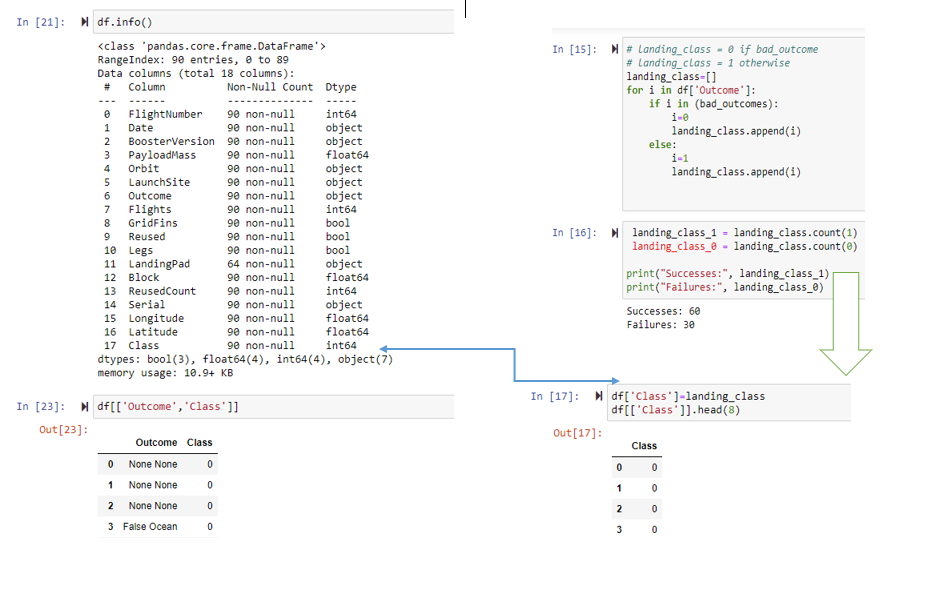 In [21]: df.info()
<class 'pandas.core.frame.DataFrame'>
RangeIndex: 90 entries, 0 to 89
Data columns (total 18 columns):
# Column Non-Null Count Dtype
--- ------ -------------- -----
0 FlightNumber 90 non-null int64
1 Date 90 non-null object
2 BoosterVersion 90 non-null object
3 PayloadMass 90 non-null float64
4 Orbit 90 non-null object
5 LaunchSite 90 non-null object
6 Outcome 90 non-null object
7 Flights 90 non-null int64
8 GridFins 90 non-null bool
9 Reused 90 non-null bool
10 Legs 90 non-null bool
11 LandingPad 64 non-null object
12 Block 90 non-null float64
13 ReusedCount 90 non-null int64
14 Serial 90 non-null object
15 Longitude 90 non-null float64
16 Latitude 90 non-null float64
17 Class 90 non-null int64
dtypes: bool(3), float64(4), int64(4), object(7)
memory usage: 10.9+ KB
In [23]: df[['Outcome','Class']]
Out[23]:
Outcome Class
0 None None 0
1 None None 0
2 None None 0
3 False Ocean 0
In [15]: # landing_class = 0 if bad_outcome
# landing_class = 1 otherwise
landing_class=[]
for i in df['Outcome']:
if i in (bad_outcomes):
i=0
landing_class.append(i)
else:
i=1
landing_class.append(i)
In [16]: landing_class_1 = landing_class.count(1)
landing_class_0 = landing_class.count(0)
print("Successes:", landing_class_1)
print("Failures:", landing_class_0)
Successes: 60
Failures: 30
In [17]: df['Class']=landing_class
df[['Class']].head(8)
Out[17]:
Class
0 0
1 0
2 0
3 0